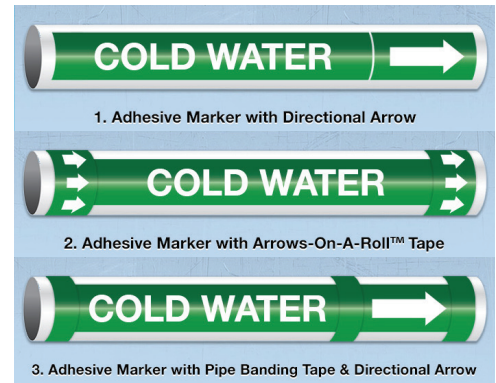 COLD WATER
1. Adhesive Marker with Directional Arrow
COLD WATER
2. Adhesive Marker with Arrows-On-A-Roll™ Tape
COLD WATER
3. Adhesive Marker with Pipe Banding Tape & Directional Arrow